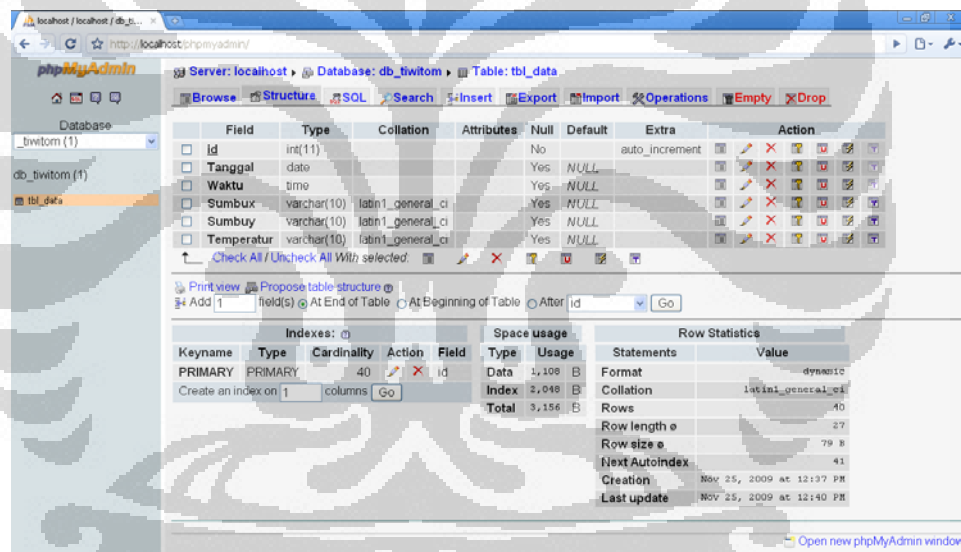 localhost / localhost / db_ti...
http://localhost/phpmyadmin/
phpMyAdmin
Server: localhost ▸ Database: db_tiwitom ▸ Table: tbl_data
Browse Structure SQL Search Insert Export Import Operations Empty Drop
Database
_tiwitom (1)
db_tiwitom (1)
tbl_data
Field Type Collation Attributes Null Default Extra Action
id int(11) No auto_increment
Tanggal date Yes NULL
Waktu time Yes NULL
Sumbux varchar(10) latin1_general_ci Yes NULL
Sumbuy varchar(10) latin1_general_ci Yes NULL
Temperatur varchar(10) latin1_general_ci Yes NULL
Check All / Uncheck All With selected:
Print view Propose table structure
Add 1 field(s) At End of Table At Beginning of Table After id Go
Indexes:
Keyname Type Cardinality Action Field
PRIMARY PRIMARY 40 id
Create an index on 1 columns Go
Space usage
Type Usage
Data 1,108 B
Index 2,048 B
Total 3,156 B
Row Statistics
Statements Value
Format dynamic
Collation latin1_general_ci
Rows 40
Row length ø 27
Row size ø 79 B
Next Autoindex 41
Creation Nov 25, 2009 at 12:37 PM
Last update Nov 25, 2009 at 12:40 PM
Open new phpMyAdmin window